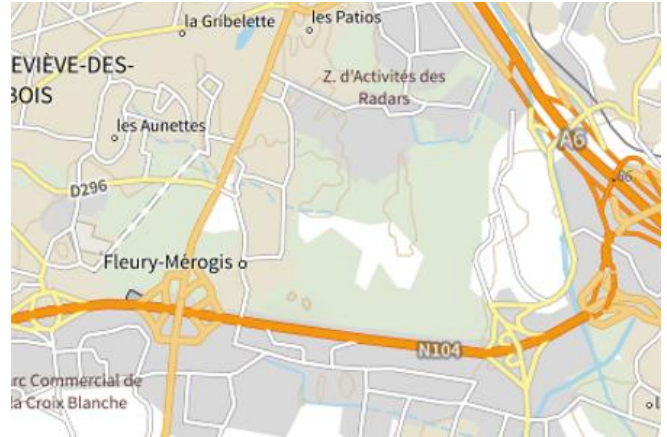 la Gribelette
les Patios
EVIÈVE-DES-
BOIS
Z. d'Activités des
Radars
les Aunettes
A6
66
D296
Fleury-Mérogis
N104
rc Commercial de
la Croix Blanche